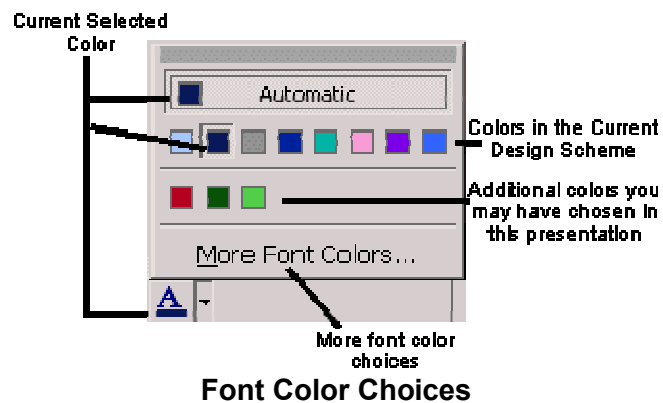 Current Selected
Color
Automatic
Colors in the Current
Design Scheme
Additional colors you
may have chosen in
this presentation
More Font Colors...
A
More font color
choices
Font Color Choices